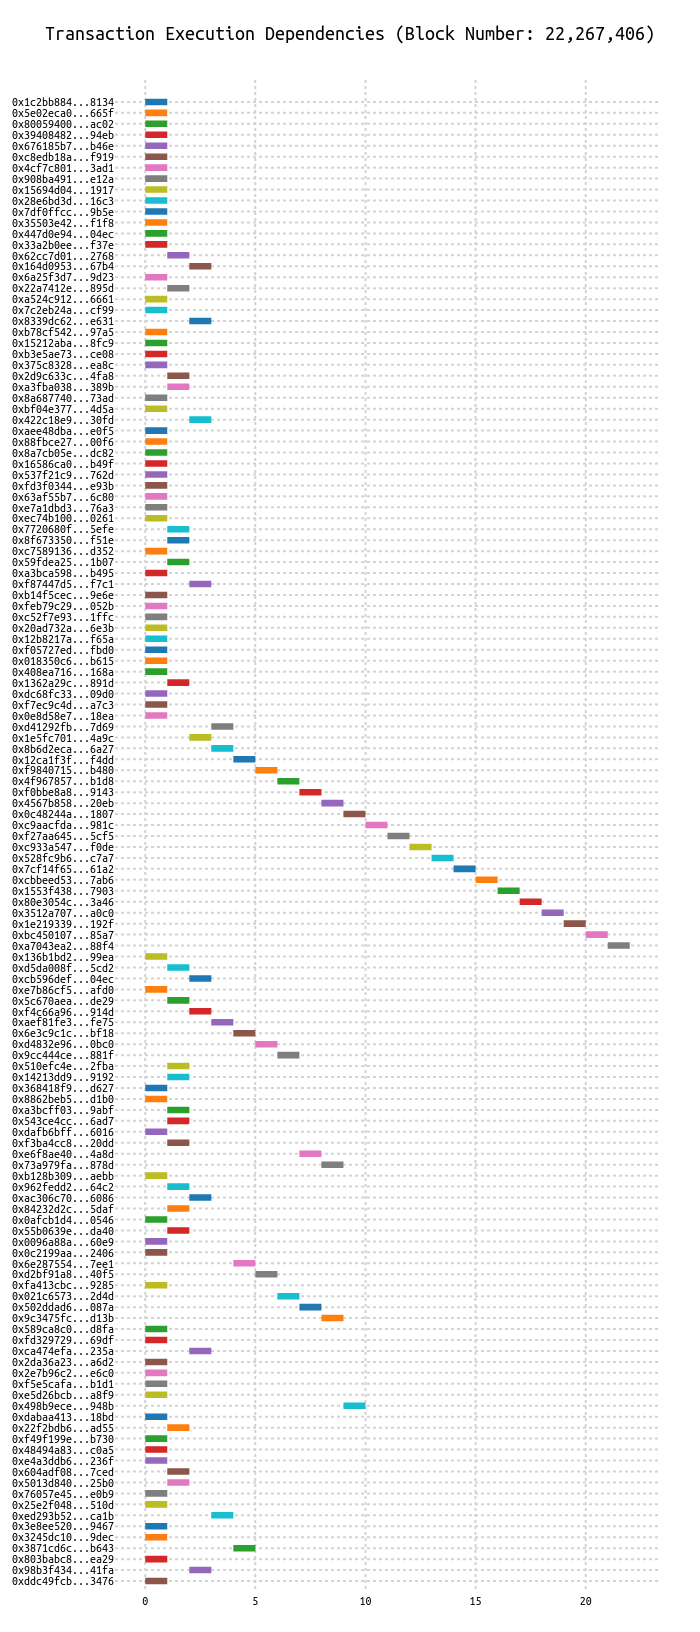 Transaction Execution Dependencies (Block Number: 22,267,406)
0x1c2bb884...8134
0x5e02eca0...665f
0x80059400...ac02
0x39408482...94eb
0x676185b7...b46e
0xc8edb18a...f919
0x4cf7c801...3ad1
0x908ba491...e12a
0x15694d04...1917
0x28e6bd3d...16c3
0x7df0ffcc...9b5e
0x35503e42...f1f8
0x447d0e94...04ec
0x33a2b0ee...f37e
0x62cc7d01...2768
0x164d0953...67b4
0x6a25f3d7...9d23
0x22a7412e...895d
0xa524c912...6661
0x7c2eb24a...cf99
0x8339dc62...e631
0xb78cf542...97a5
0x15212aba...8fc9
0xb3e5ae73...ce08
0x375c8328...ea8c
0x2d9c633c...4fa8
0xa3fba038...389b
0x8a687740...73ad
0xbf04e377...4d5a
0x422c18e9...30fd
0xaee48dba...e0f5
0x88fbce27...00f6
0x8a7cb05e...dc82
0x16586ca0...b49f
0x537f21c9...762d
0xfd3f0344...e93b
0x63af55b7...6c80
0xe7a1dbd3...76a3
0xec74b100...0261
0x7720680f...5efe
0x8f673350...f51e
0xc7589136...d352
0x59fdea25...1b07
0xa3bca598...b495
0xf87447d5...f7c1
0xb14f5cec...9e6e
0xfeb79c29...052b
0xc52f7e93...1ffc
0x20ad732a...6e3b
0x12b8217a...f65a
0xf05727ed...fbd0
0x018350c6...b615
0x408ea716...168a
0x1362a29c...891d
0xdc68fc33...09d0
0xf7ec9c4d...a7c3
0x0e8d58e7...18ea
0xd41292fb...7d69
0x1e5fc701...4a9c
0x8b6d2eca...6a27
0x12ca1f3f...f4dd
0xf9840715...b480
0x4f967857...b1d8
0xf0bbe8a8...9143
0x4567b858...20eb
0x0c48244a...1807
0xc9aacfda...981c
0xf27aa645...5cf5
0xc933a547...f0de
0x528fc9b6...c7a7
0x7cf14f65...61a2
0xcbbeed53...7ab6
0x1553f438...7903
0x80e3054c...3a46
0x3512a707...a0c0
0x1e219339...192f
0xbc450107...85a7
0xa7043ea2...88f4
0x136b1bd2...99ea
0xd5da008f...5cd2
0xcb596def...04ec
0xe7b86cf5...afd0
0x5c670aea...de29
0xf4c66a96...914d
0xaef81fe3...fe75
0x6e3c9c1c...bf18
0xd4832e96...0bc0
0x9cc444ce...881f
0x510efc4e...2fba
0x14213dd9...9192
0x368418f9...d627
0x8862beb5...d1b0
0xa3bcff03...9abf
0x543ce4cc...6ad7
0xdafb6bff...6016
0xf3ba4cc8...20dd
0xe6f8ae40...4a8d
0x73a979fa...878d
0xb128b309...aebb
0x962fedd2...64c2
0xac306c70...6086
0x84232d2c...5daf
0x0afcb1d4...0546
0x55b0639e...da40
0x0096a88a...60e9
0x0c2199aa...2406
0x6e287554...7ee1
0xd2bf91a8...40f5
0xfa413cbc...9285
0x021c6573...2d4d
0x502ddad6...087a
0x9c3475fc...d13b
0x589ca8c0...d8fa
0xfd329729...69df
0xca474efa...235a
0x2da36a23...a6d2
0x2e7b96c2...e6c0
0xf5e5cafa...b1d1
0xe5d26bcb...a8f9
0x498b9ece...948b
0xdabaa413...18bd
0x22f2bdb6...ad55
0xf49f199e...b730
0x48494a83...c0a5
0xe4a3ddb6...236f
0x604adf08...7ced
0x5013d840...25b0
0x76057e45...e0b9
0x25e2f048...510d
0xed293b52...ca1b
0x3e8ee520...9467
0x3245dc10...9dec
0x3871cd6c...b643
0x803babc8...ea29
0x98b3f434...41fa
0xddc49fcb...3476
0 5 10 15 20